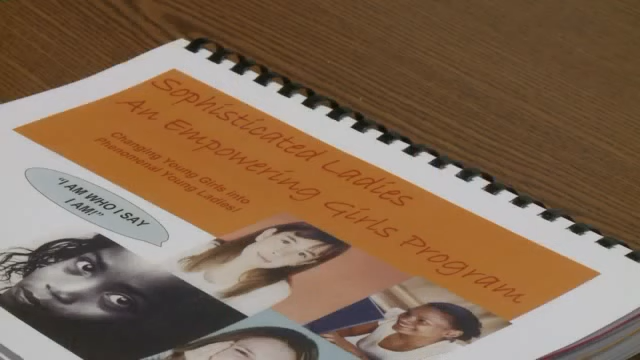 Sophisticated Ladies
An Empowering Girls Program
Changing Young Girls into
Phenomenal Young Ladies!
"I AM WHO I SAY
I AM!"